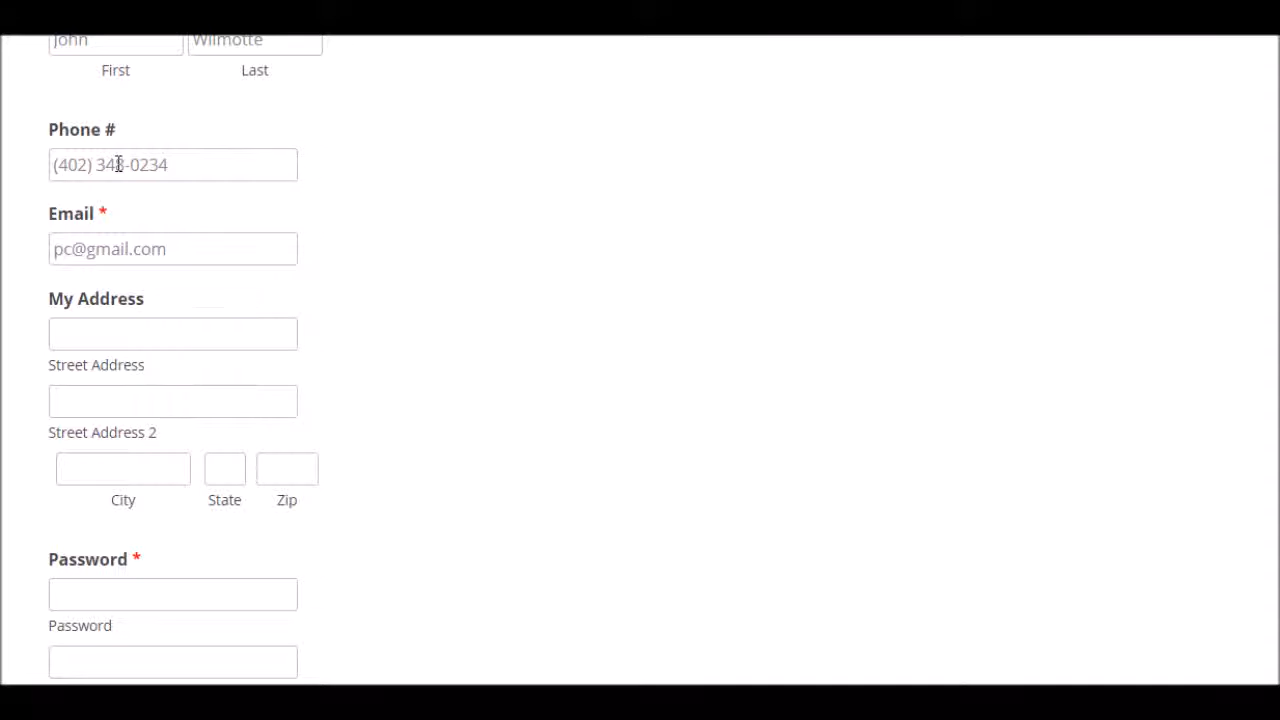 John Wilmotte
First Last
Phone #
(402) 348-0234
Email *
pc@gmail.com
My Address
Street Address
Street Address 2
City State Zip
Password *
Password